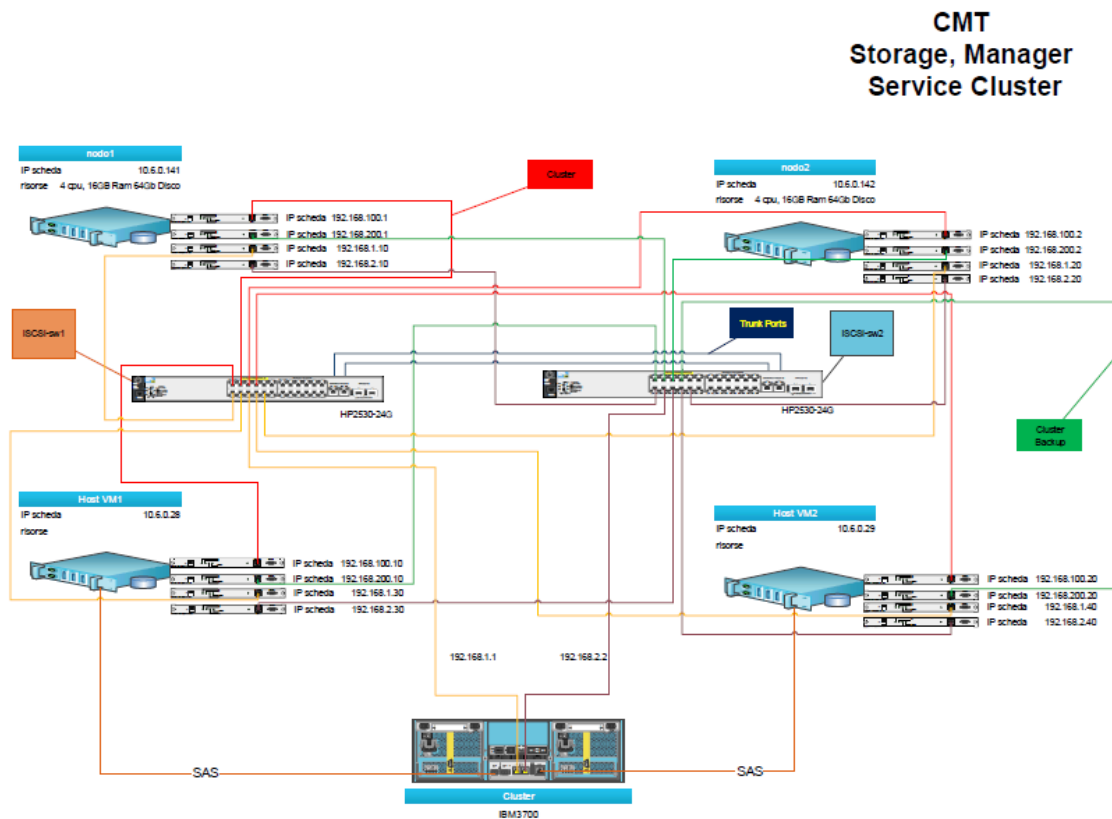 CMT
Storage, Manager
Service Cluster
nodo1
IP scheda 10.6.0.141
risorse 4 cpu, 16GB Ram 64Gb Disco
IP scheda 192.168.100.1
IP scheda 192.168.200.1
IP scheda 192.168.1.10
IP scheda 192.168.2.10
Cluster
nodo2
IP scheda 10.6.0.142
risorse 4 cpu, 16GB Ram 64Gb Disco
IP scheda 192.168.100.2
IP scheda 192.168.200.2
IP scheda 192.168.1.20
IP scheda 192.168.2.20
ISCSI-sw1
Trunk Ports
ISCSI-sw2
HP2530-24G
HP2530-24G
Cluster
Backup
Host VM1
IP scheda 10.6.0.28
risorse
IP scheda 192.168.100.10
IP scheda 192.168.200.10
IP scheda 192.168.1.30
IP scheda 192.168.2.30
Host VM2
IP scheda 10.6.0.29
risorse
IP scheda 192.168.100.20
IP scheda 192.168.200.20
IP scheda 192.168.1.40
IP scheda 192.168.2.40
192.168.1.1
192.168.2.2
SAS
SAS
Cluster
IBM3700